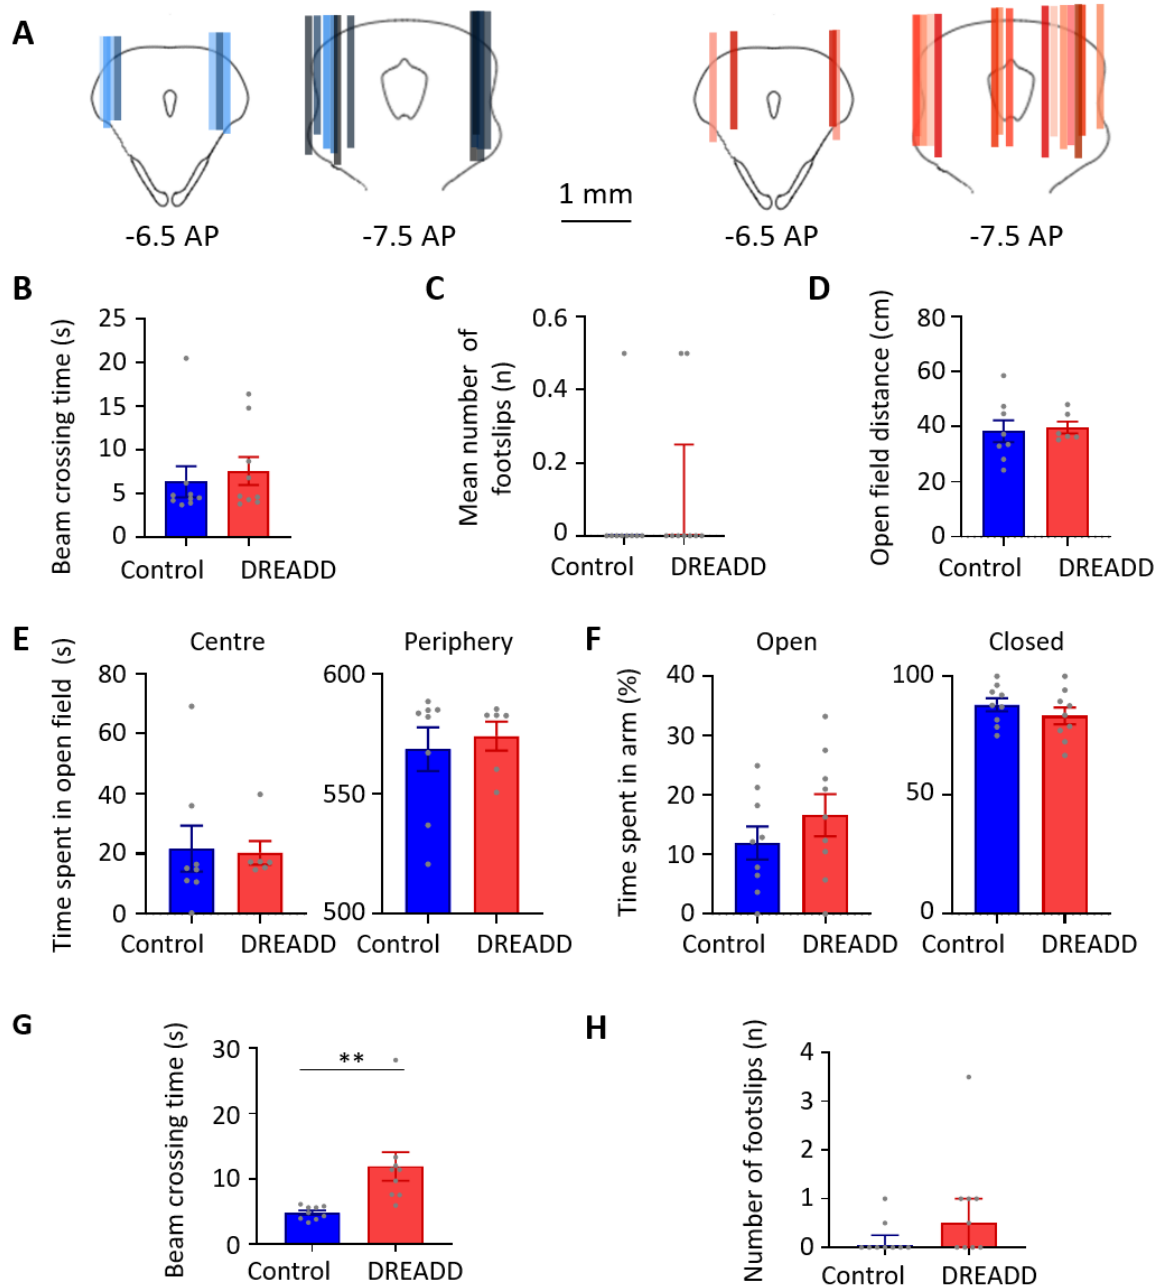 A
1 mm
-6.5 AP
-7.5 AP
-6.5 AP
-7.5 AP
B
Beam crossing time (s)
25
20
15
10
5
0
Control
DREADD
C
Mean number of
footslips (n)
0.6
0.4
0.2
0
Control
DREADD
D
Open field distance (cm)
80
60
40
20
0
Control
DREADD
E
Time spent in open field (s)
Centre
80
60
40
20
0
Control
DREADD
Periphery
600
550
500
Control
DREADD
F
Time spent in arm (%)
Open
40
30
20
10
0
Control
DREADD
Closed
100
50
0
Control
DREADD
G
Beam crossing time (s)
30
20
10
0
**
Control
DREADD
H
Number of footslips (n)
4
3
2
1
0
Control
DREADD